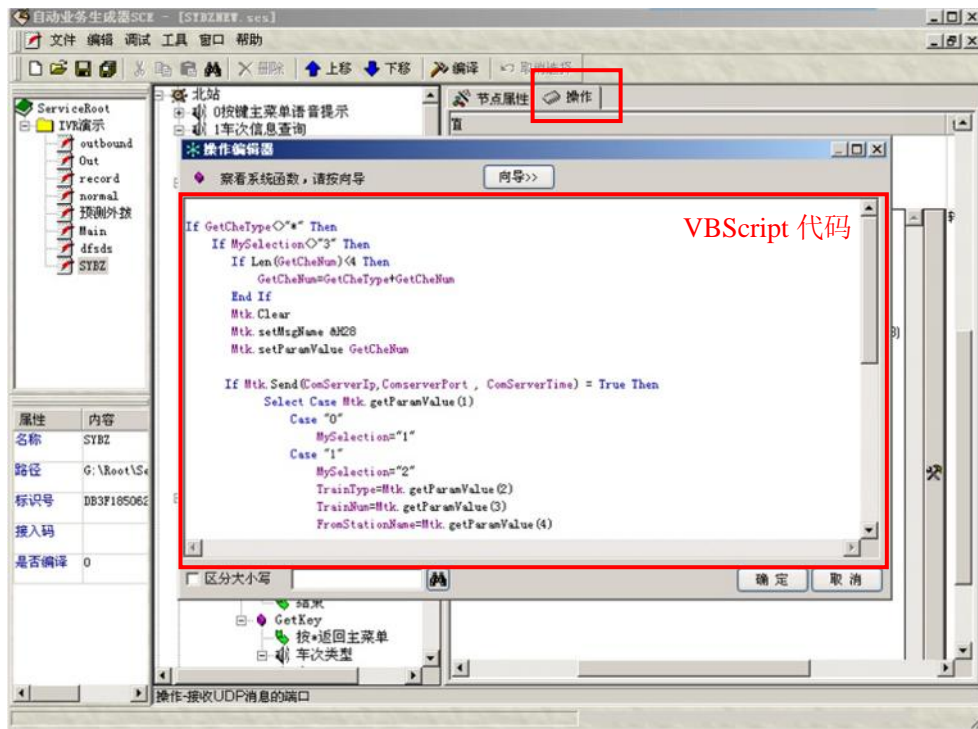 自动业务生成器SCE - [SYBZNEW.scs]
文件 编辑 调试 工具 窗口 帮助
删除 上移 下移 编译 取消选择
ServiceRoot
IVR演示
outbound
Out
record
normal
预测外拨
Main
dfsds
SYBZ
属性 内容
名称 SYBZ
路径 G:\Root\Se
标识号 DB3F185062
接入码
是否编译 0
北站
0按键主菜单语音提示
1车次信息查询
节点属性 操作
操作编辑器
察看系统函数，请按向导 向导>>
VBScript 代码
If GetCheType<>"*" Then
If MySelection<>"3" Then
If Len(GetCheNum)<4 Then
GetCheNum=GetCheType+GetCheNum
End If
Mtk.Clear
Mtk.setMsgName &H28
Mtk.setParamValue GetCheNum
If Mtk.Send(ComServerIp,ComserverPort , ComServerTime) = True Then
Select Case Mtk.getParamValue(1)
Case "0"
MySelection="1"
Case "1"
MySelection="2"
TrainType=Mtk.getParamValue(2)
TrainNum=Mtk.getParamValue(3)
FromStationName=Mtk.getParamValue(4)
区分大小写 确 定 取 消
结束
GetKey
按*返回主菜单
车次类型
操作-接收UDP消息的端口